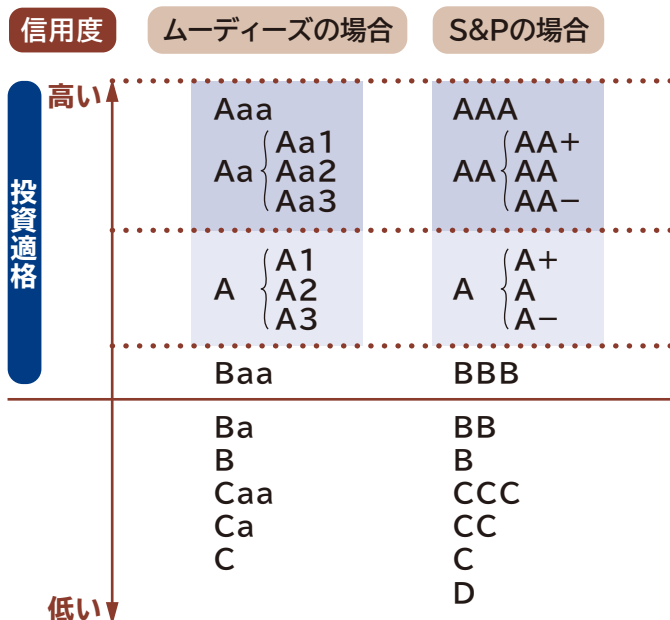 信用度 ムーディーズの場合 S&Pの場合
高い
投資適格
Aaa AAA
Aa1 AA+
Aa Aa2 AA AA
Aa3 AA−
A1 A+
A A2 A A
A3 A−
Baa BBB
Ba BB
B B
Caa CCC
Ca CC
C C
D
低い